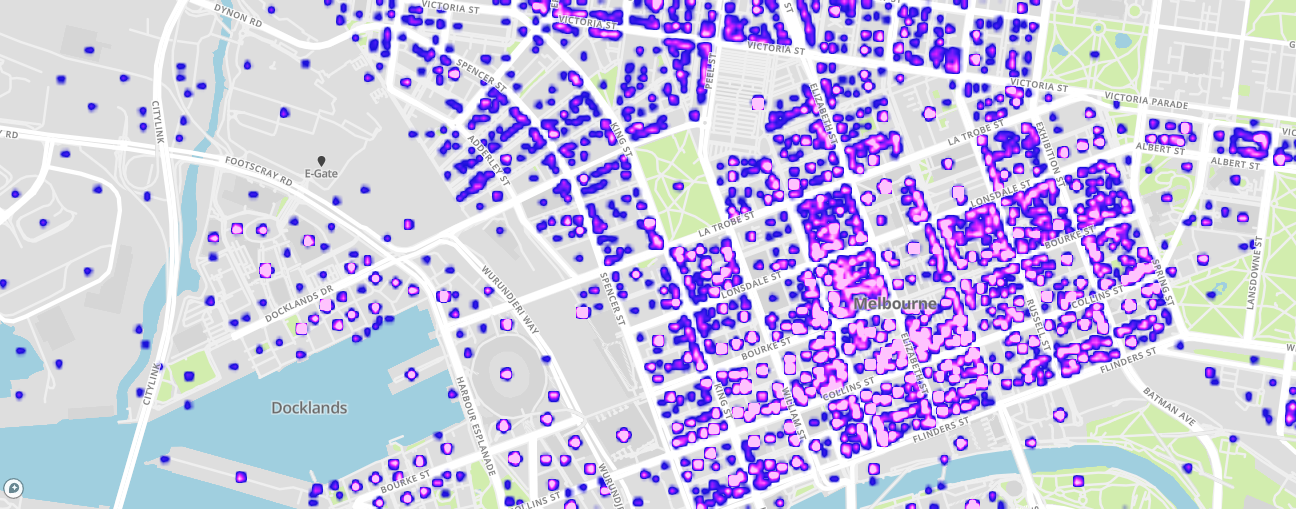 DYNON RD
VICTORIA ST
VICTORIA ST
VICTORIA ST
SPENCER ST
PEEL ST
ELIZABETH ST
VICTORIA ST
VICTORIA PARADE
CITYLINK
KING ST
LA TROBE ST
EXHIBITION ST
ALBERT ST
ALBERT ST
FOOTSCRAY RD
E-Gate
ADDERLEY ST
LONSDALE ST
LA TROBE ST
BOURKE ST
LANSDOWNE ST
SPRING ST
WURUNDJERI WAY
SPENCER ST
LONSDALE ST
DOCKLANDS DR
Melbourne
COLLINS ST
RUSSELL ST
BOURKE ST
ELIZABETH ST
FLINDERS ST
CITYLINK
HARBOUR ESPLANADE
KING ST
WILLIAM ST
COLLINS ST
BATMAN AVE
Docklands
FLINDERS ST
BOURKE ST
COLLINS ST